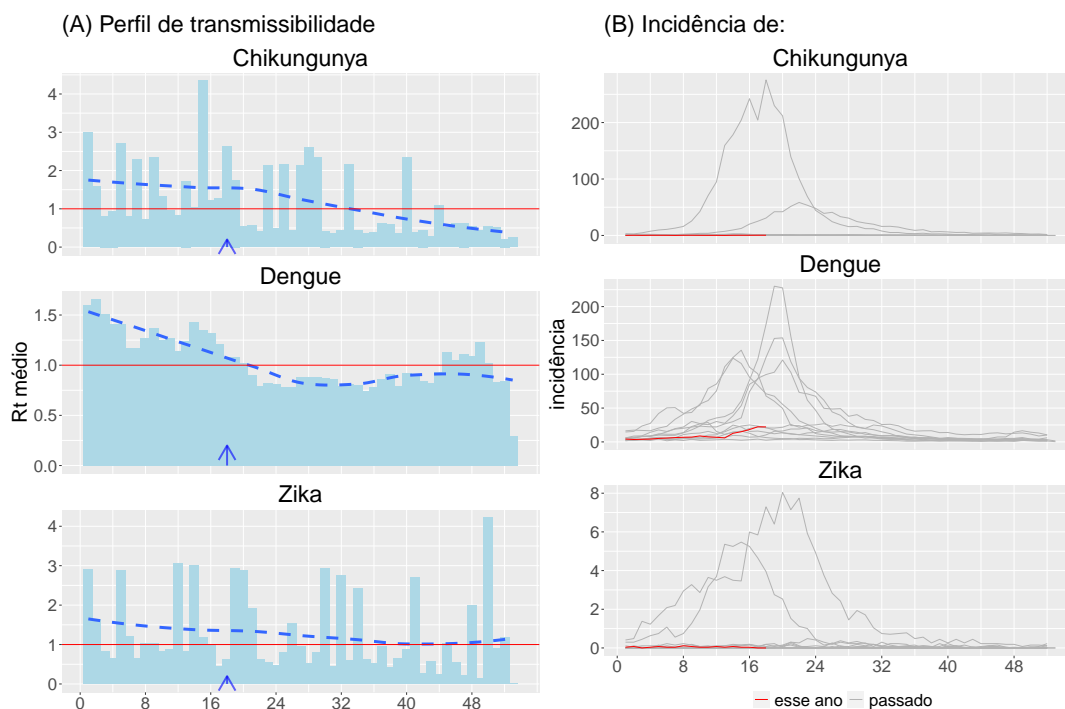 (A) Perfil de transmissibilidade
Chikungunya
4
3
2
1
0
Dengue
1.5
1.0
0.5
0.0
Zika
4
3
2
1
0
0 8 16 24 32 40 48
Rt médio
(B) Incidência de:
Chikungunya
200
100
0
Dengue
250
200
150
100
50
0
Zika
8
6
4
2
0
0 8 16 24 32 40 48
incidência
esse ano passado